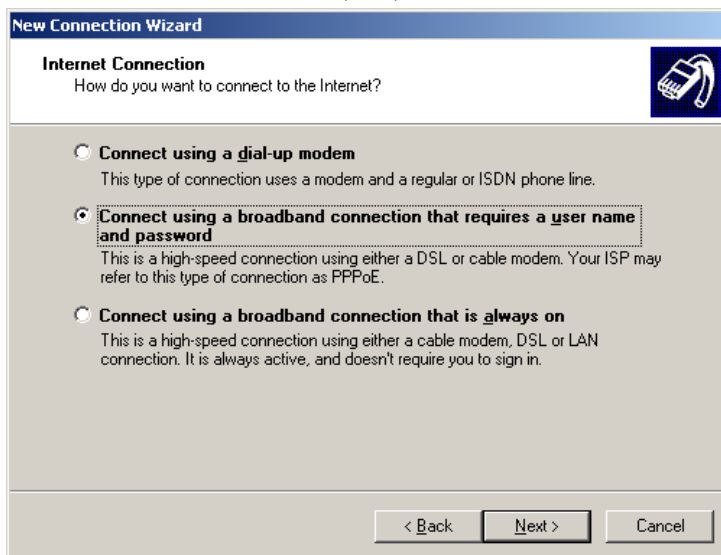 New Connection Wizard
Internet Connection
How do you want to connect to the Internet?
Connect using a dial-up modem
This type of connection uses a modem and a regular or ISDN phone line.
Connect using a broadband connection that requires a user name
and password
This is a high-speed connection using either a DSL or cable modem. Your ISP may
refer to this type of connection as PPPoE.
Connect using a broadband connection that is always on
This is a high-speed connection using either a cable modem, DSL or LAN
connection. It is always active, and doesn't require you to sign in.
< Back Next > Cancel